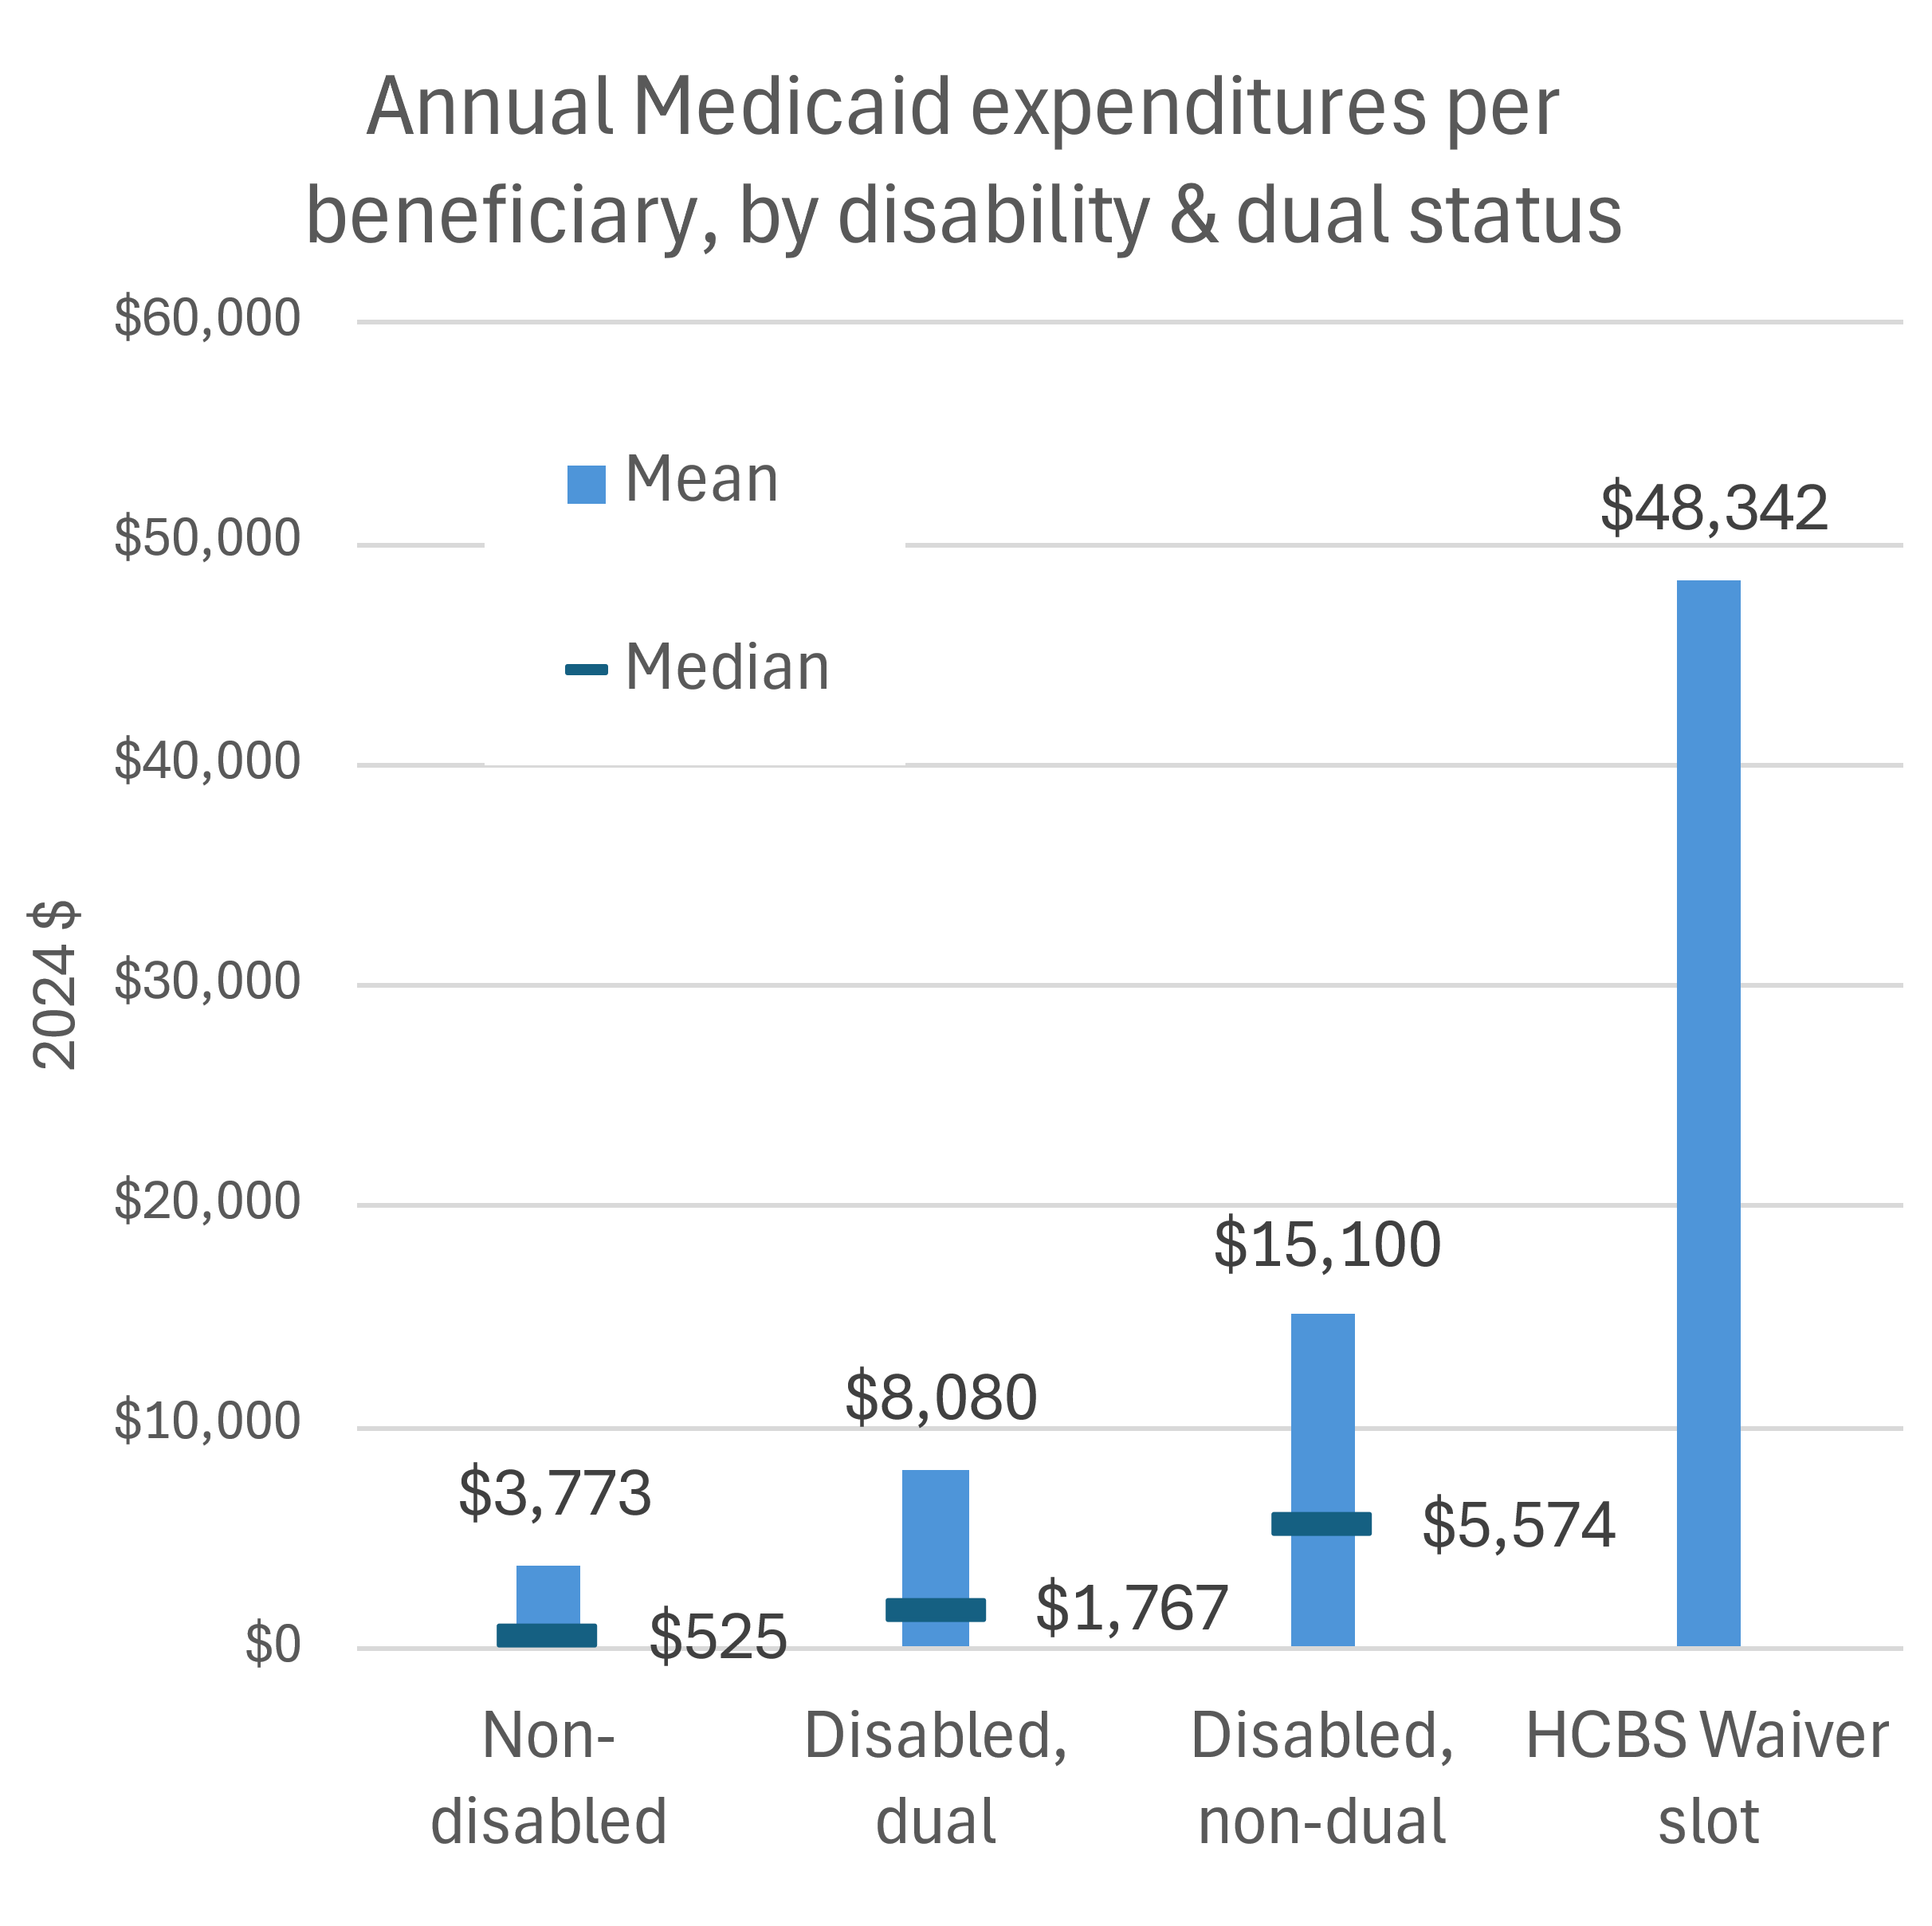 Annual Medicaid expenditures per
beneficiary, by disability & dual status
$60,000
$50,000
$40,000
$30,000
$20,000
$10,000
$0
2024 $
Mean
Median
$3,773
$525
$8,080
$1,767
$15,100
$5,574
$48,342
Non-
disabled
Disabled,
dual
Disabled,
non-dual
HCBS Waiver
slot